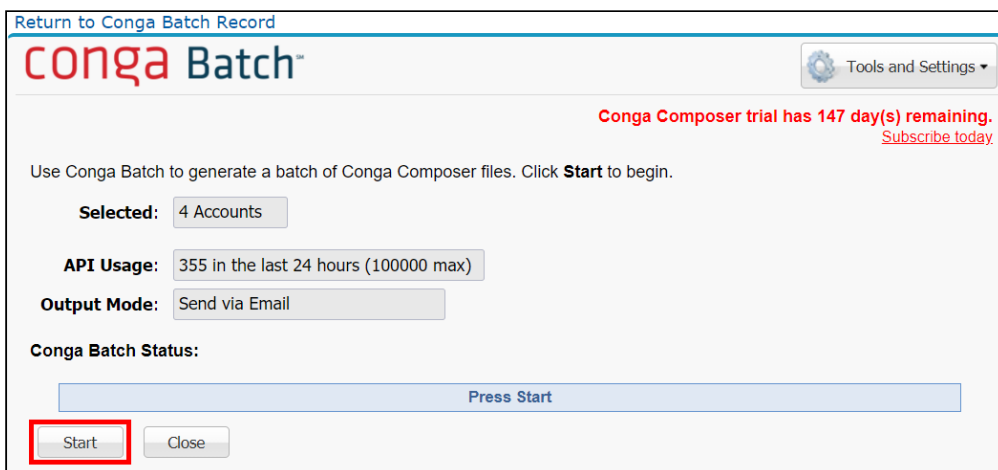 Return to Conga Batch Record
conga Batch℠
Tools and Settings
Conga Composer trial has 147 day(s) remaining.
Subscribe today
Use Conga Batch to generate a batch of Conga Composer files. Click Start to begin.
Selected: 4 Accounts
API Usage: 355 in the last 24 hours (100000 max)
Output Mode: Send via Email
Conga Batch Status:
Press Start
Start Close